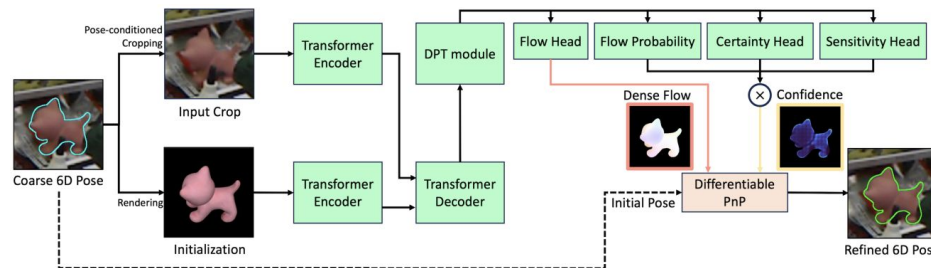 Pose-conditioned
Cropping
Input Crop
Transformer
Encoder
DPT module
Flow Head
Flow Probability
Certainty Head
Sensitivity Head
Dense Flow
×
Confidence
Coarse 6D Pose
Rendering
Initialization
Transformer
Encoder
Transformer
Decoder
Initial Pose
Differentiable
PnP
Refined 6D Pos